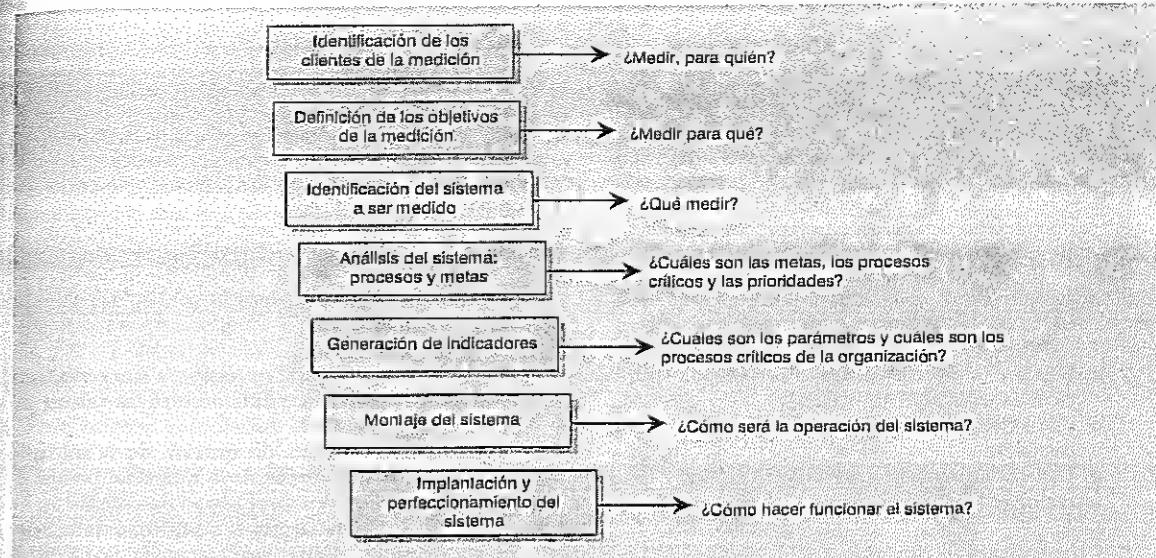 Identificación de los
clientes de la medición
¿Medir, para quién?
Definición de los objetivos
de la medición
¿Medir para qué?
Identificación del sistema
a ser medido
¿Qué medir?
Análisis del sistema:
procesos y metas
¿Cuáles son las metas, los procesos
críticos y las prioridades?
Generación de indicadores
¿Cuáles son los parámetros y cuáles son los
procesos críticos de la organización?
Montaje del sistema
¿Cómo será la operación del sistema?
Implantación y
perfeccionamiento del
sistema
¿Cómo hacer funcionar el sistema?